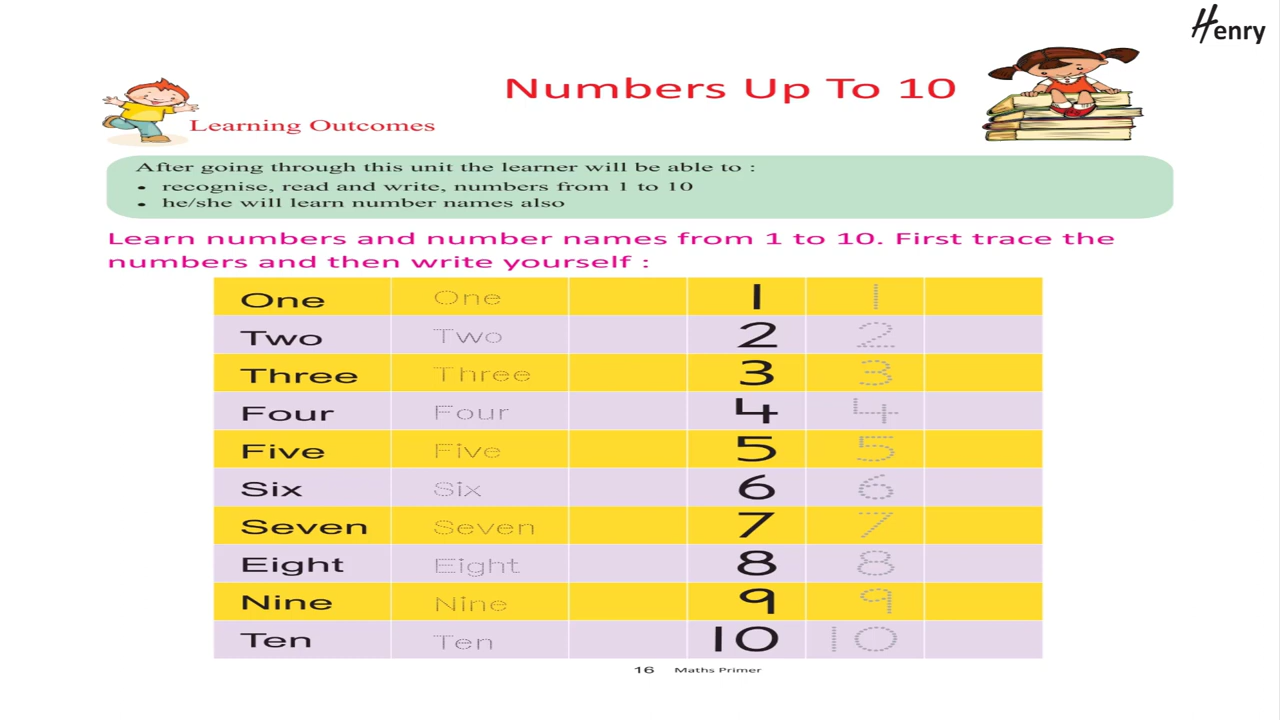 Henry
Numbers Up To 10
Learning Outcomes
After going through this unit the learner will be able to :
• recognise, read and write, numbers from 1 to 10
• he/she will learn number names also
Learn numbers and number names from 1 to 10. First trace the
numbers and then write yourself :
One One 1 1
Two Two 2 2
Three Three 3 3
Four Four 4 4
Five Five 5 5
Six Six 6 6
Seven Seven 7 7
Eight Eight 8 8
Nine Nine 9 9
Ten Ten 10 10
16 Maths Primer